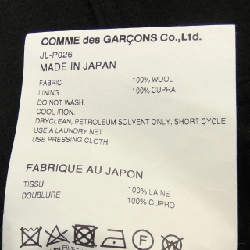 COMME des GARÇONS Co., Ltd.
JL-P026
MADE IN JAPAN
FABRIC 100% WOOL
LINING 100% CUPRA
DO NOT WASH.
COOL IRON.
DRYCLEAN, PETROLEUM SOLVENT ONLY, SHORT CYCLE
USE A LAUNDRY NET
USE PRESSING CLOTH
FABRIQUE AU JAPON
TISSU 100% LAINE
DOUBLURE 100% CUPRO